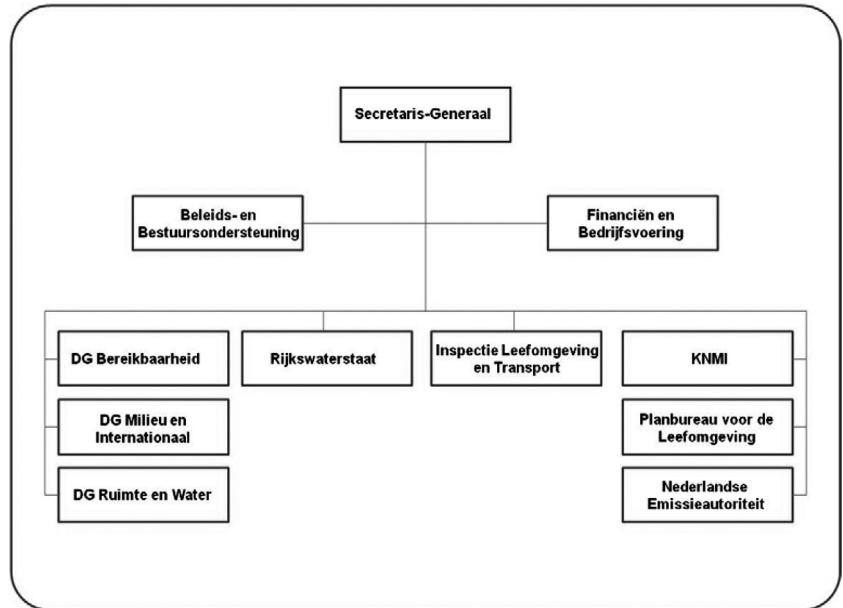 Secretaris-Generaal
Beleids- en
Bestuursondersteuning
Financiën en
Bedrijfsvoering
DG Bereikbaarheid
Rijkswaterstaat
Inspectie Leefomgeving
en Transport
KNMI
DG Milieu en
Internationaal
Planbureau voor de
Leefomgeving
DG Ruimte en Water
Nederlandse
Emissieautoriteit